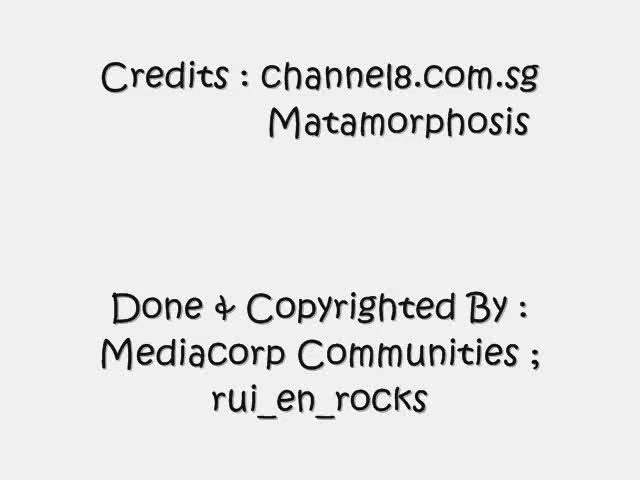 Credits : channel8.com.sg
Matamorphosis
Done & Copyrighted By :
Mediacorp Communities ;
rui_en_rocks